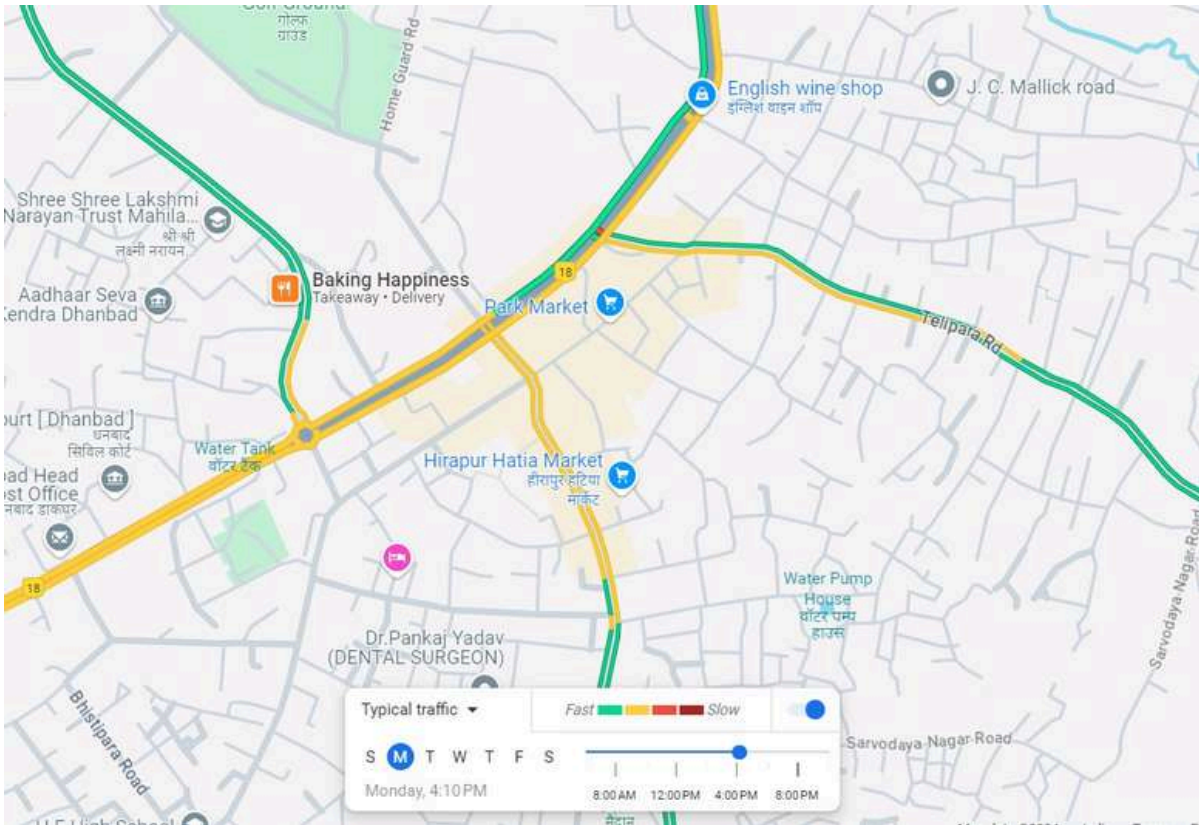 गोल्फ
ग्राउंड
Home Guard Rd
English wine shop
इंग्लिश वाइन शॉप
J. C. Mallick road
Shree Shree Lakshmi
Narayan Trust Mahila...
श्री श्री
लक्ष्मी नरायन
Baking Happiness
Takeaway • Delivery
18
Aadhaar Seva
Kendra Dhanbad
Park Market
Telipara Rd
ourt [ Dhanbad ]
धनबाद
सिविल कोर्ट
Water Tank
वॉटर टैंक
Hirapur Hatia Market
हीरापुर हटिया
मार्केट
ad Head
st Office
नबाद डाकघर
18
Water Pump
House
वॉटर पम्प
हाउस
Sarvodaya Nagar Road
Dr.Pankaj Yadav
(DENTAL SURGEON)
Bhistipara Road
Typical traffic
Fast
Slow
S M T W T F S
Monday, 4:10 PM
8:00 AM 12:00 PM 4:00 PM 8:00 PM
Sarvodaya Nagar Road
मैदान